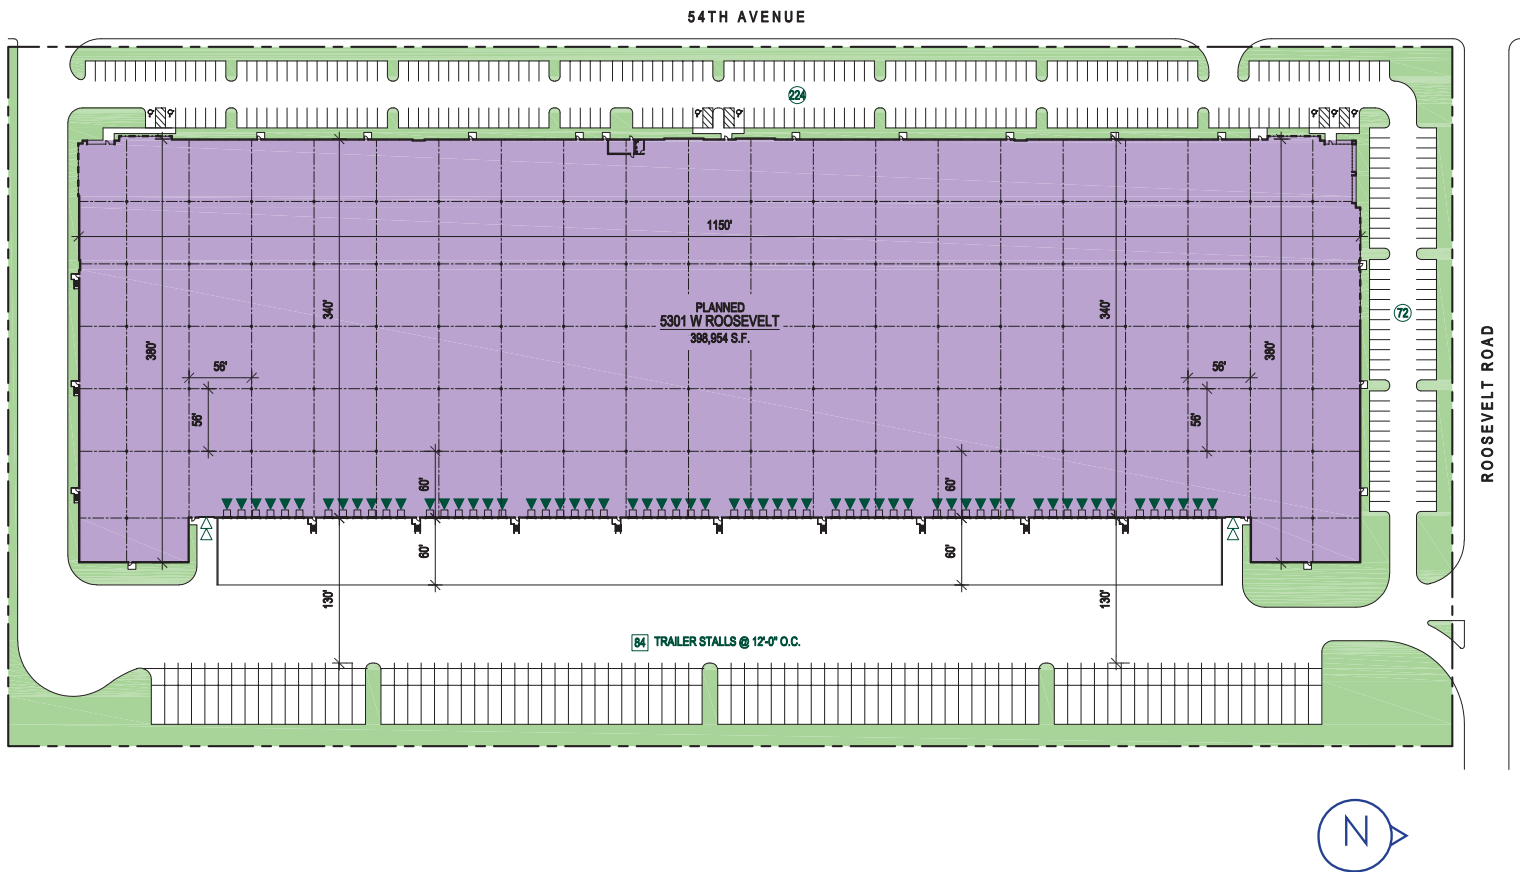 54TH AVENUE
224
1150'
340'
PLANNED
5301 W ROOSEVELT
398,954 S.F.
340'
72
380'
380'
56'
56'
56'
56'
ROOSEVELT ROAD
60'
60'
60'
60'
130'
130'
84 TRAILER STALLS @ 12'-0" O.C.
N